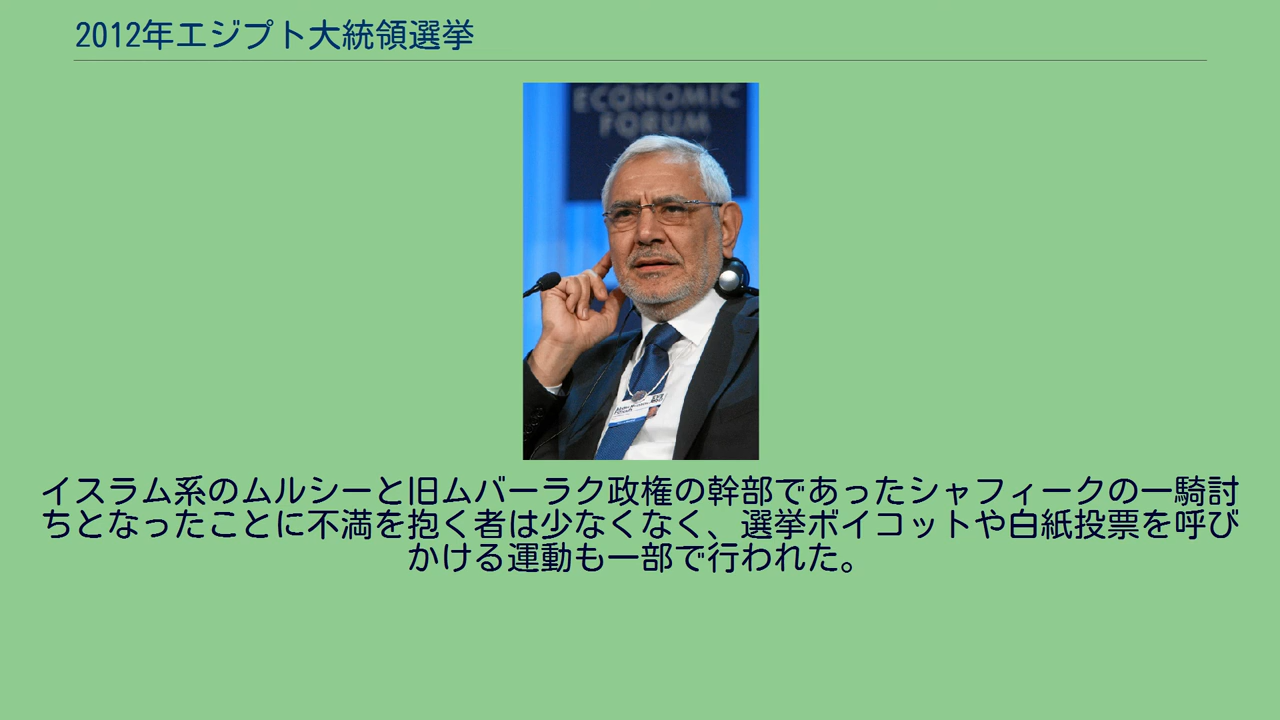 2012年エジプト大統領選挙
ECONOMIC
FORUM
イスラム系のムルシーと旧ムバーラク政権の幹部であったシャフィークの一騎討
ちとなったことに不満を抱く者は少なくなく、選挙ボイコットや白紙投票を呼び
かける運動も一部で行われた。